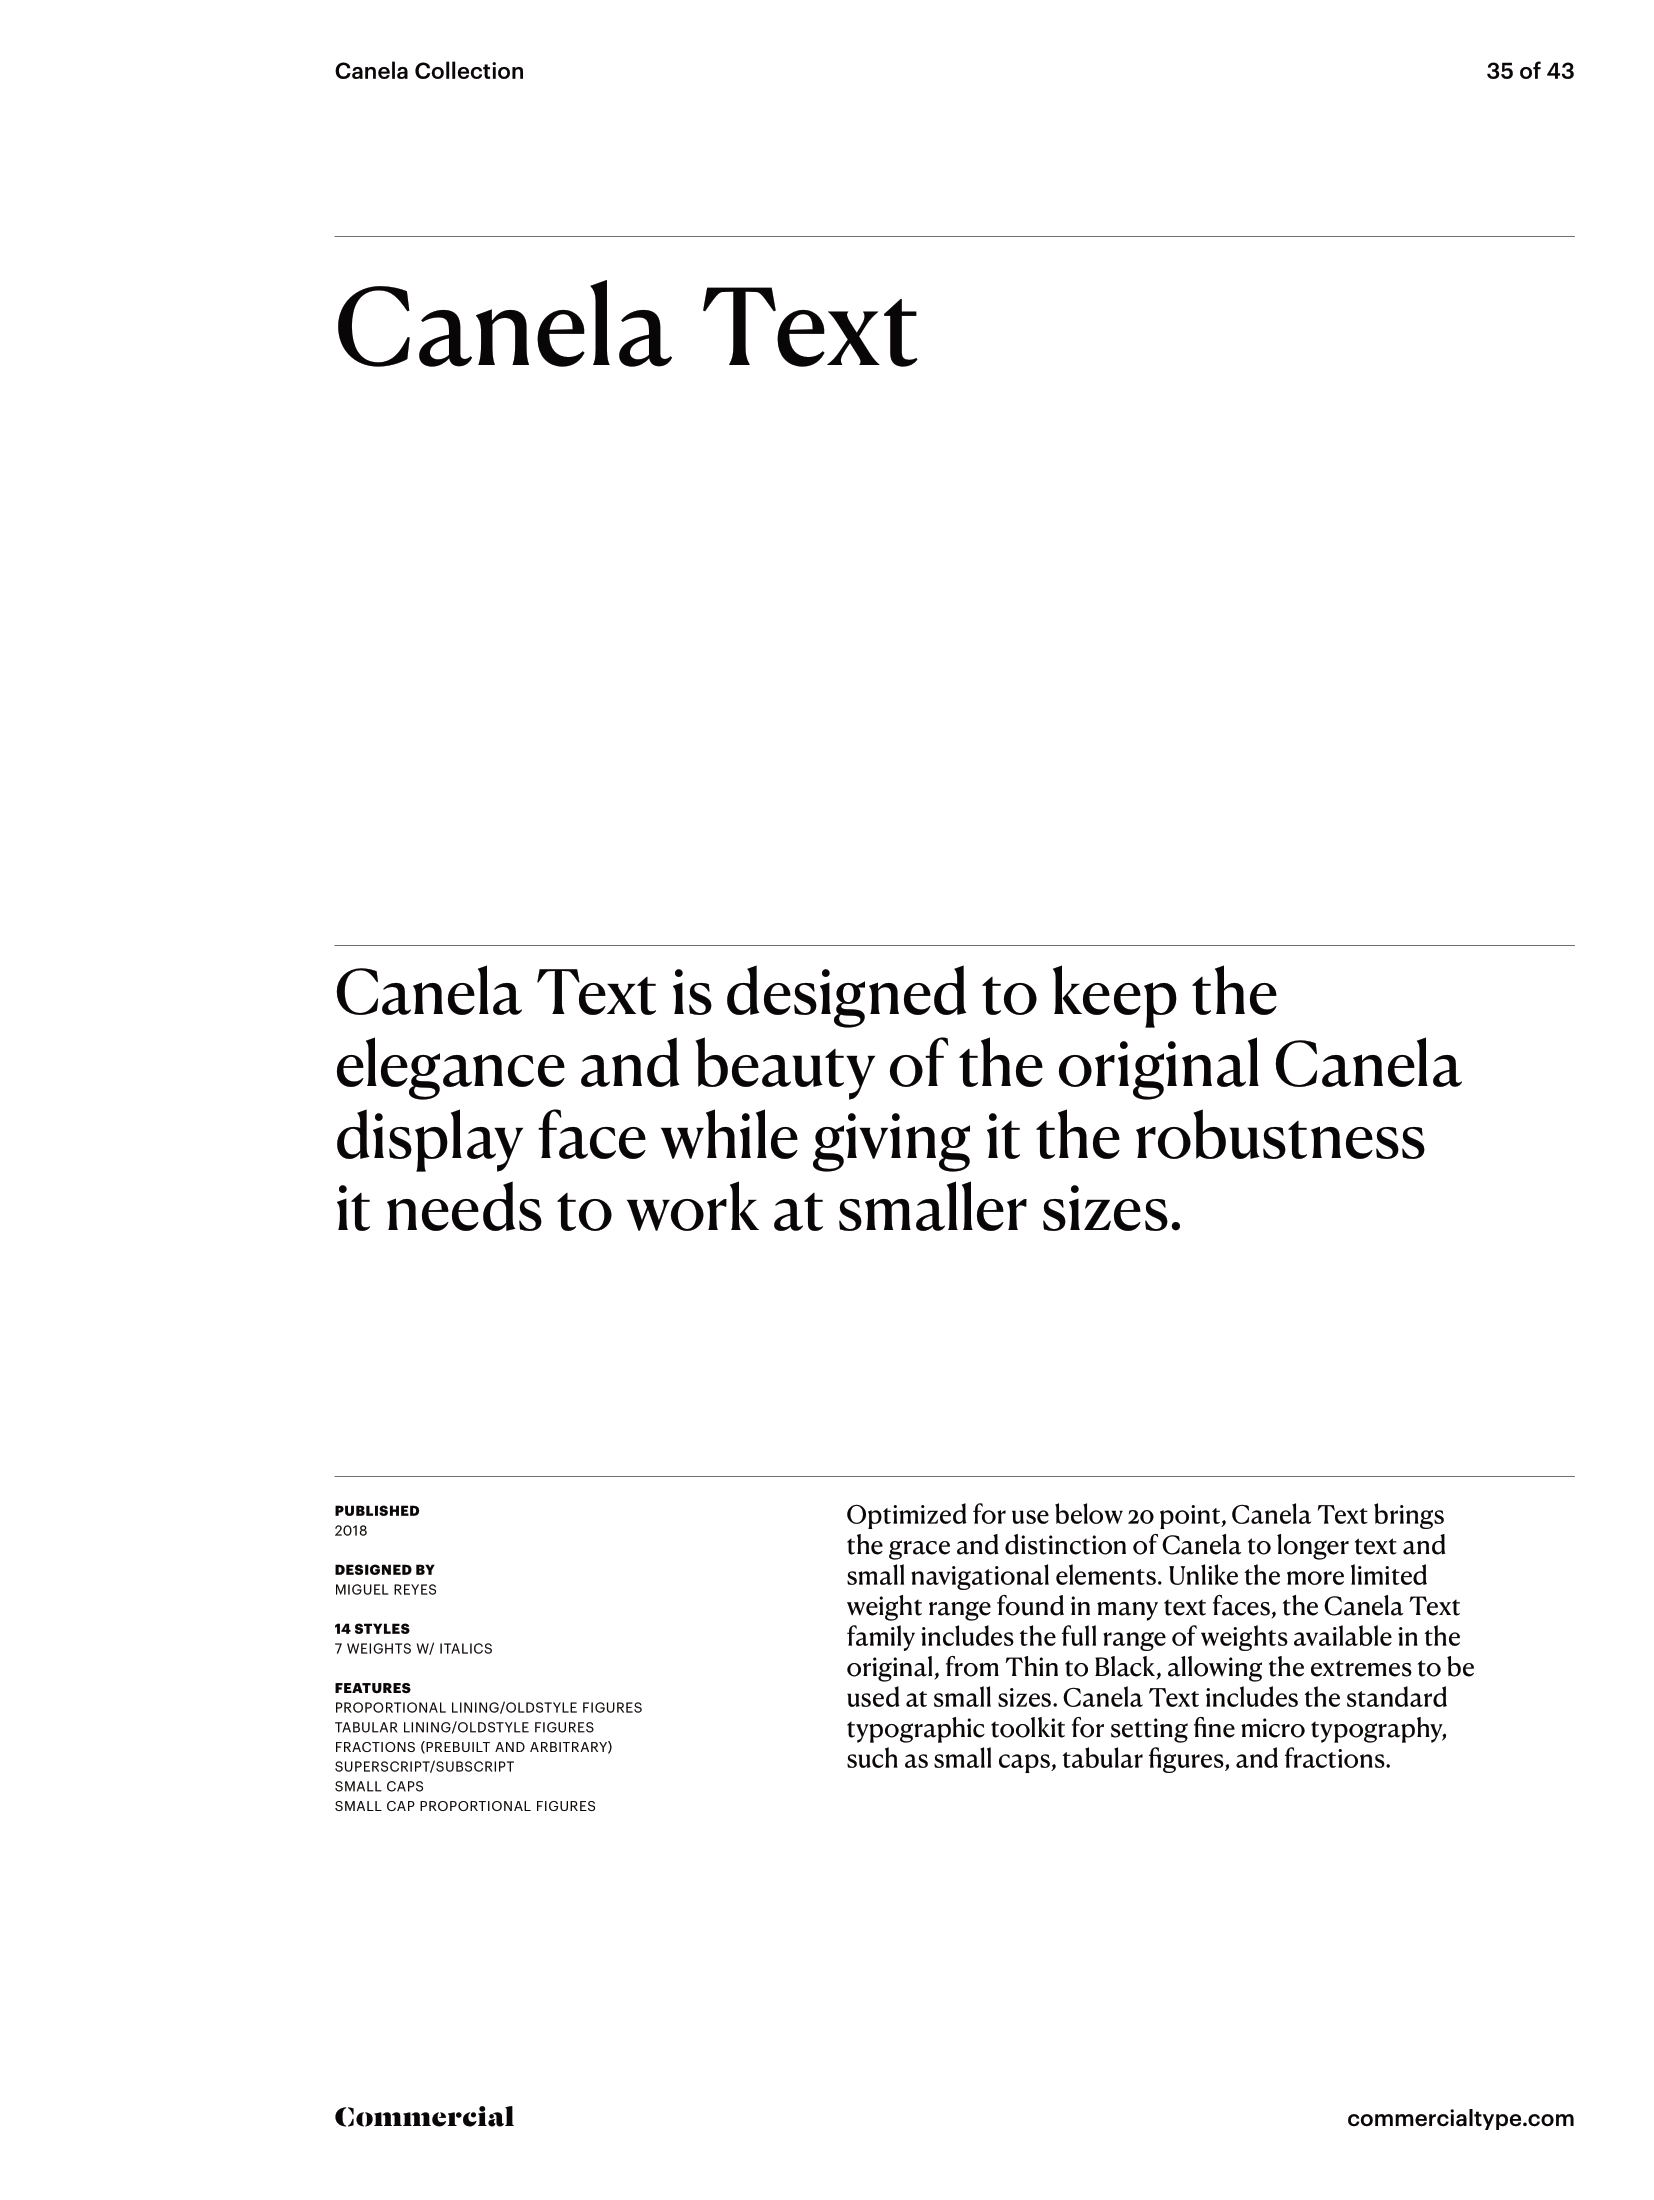 Canela Collection
35 of 43
Canela Text
Canela Text is designed to keep the
elegance and beauty of the original Canela
display face while giving it the robustness
it needs to work at smaller sizes.
PUBLISHED
2018
DESIGNED BY
MIGUEL REYES
14 STYLES
7 WEIGHTS W/ ITALICS
FEATURES
PROPORTIONAL LINING/OLDSTYLE FIGURES
TABULAR LINING/OLDSTYLE FIGURES
FRACTIONS (PREBUILT AND ARBITRARY)
SUPERSCRIPT/SUBSCRIPT
SMALL CAPS
SMALL CAP PROPORTIONAL FIGURES
Optimized for use below 20 point, Canela Text brings
the grace and distinction of Canela to longer text and
small navigational elements. Unlike the more limited
weight range found in many text faces, the Canela Text
family includes the full range of weights available in the
original, from Thin to Black, allowing the extremes to be
used at small sizes. Canela Text includes the standard
typographic toolkit for setting fine micro typography,
such as small caps, tabular figures, and fractions.
Commercial
commercialtype.com